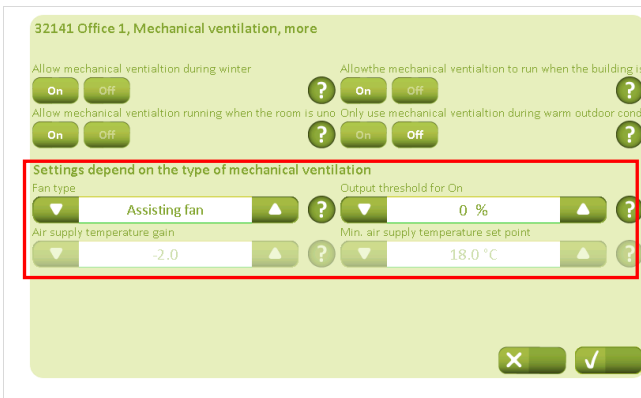 32141 Office 1, Mechanical ventilation, more
Allow mechanical ventialtion during winter
Allowthe mechanical ventialtion to run when the building is
On Off ? On Off ?
Allow mechanical ventialtion running when the room is uno
Only use mechanical ventialtion during warm outdoor cond
On Off ? On Off ?
Settings depend on the type of mechanical ventilation
Fan type
Output threshold for On
Assisting fan ? 0 % ?
Air supply temperature gain
Min. air supply temperature set point
-2.0 ? 18.0 °C ?